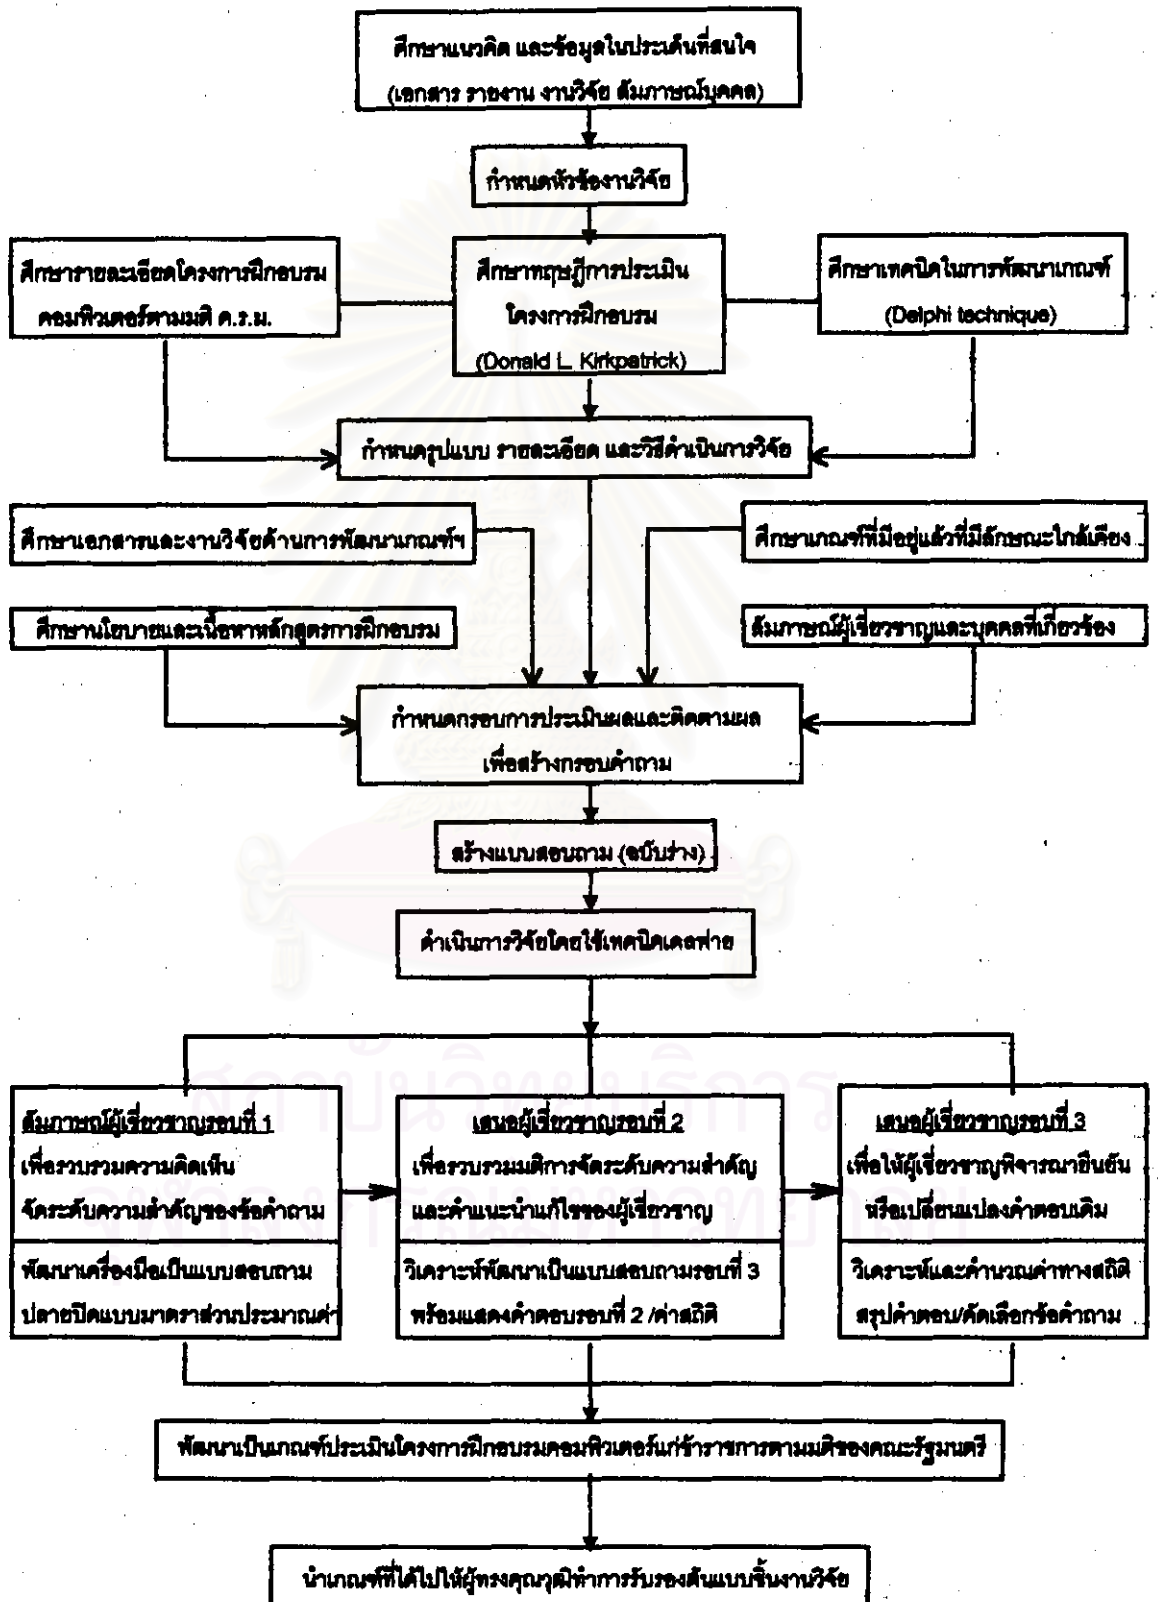 ศึกษาแนวคิด และข้อมูลในประเด็นที่สนใจ
(เอกสาร รายงาน งานวิจัย สัมภาษณ์บุคคล)
กำหนดหัวข้องานวิจัย
ศึกษารายละเอียดโครงการฝึกอบรม
คอมพิวเตอร์ตามมติ ค.ร.ม.
ศึกษาทฤษฎีการประเมิน
โครงการฝึกอบรม
(Donald L. Kirkpatrick)
ศึกษาเทคนิคในการพัฒนาเกณฑ์
(Delphi technique)
กำหนดรูปแบบ รายละเอียด และวิธีดำเนินการวิจัย
ศึกษาเอกสารและงานวิจัยด้านการพัฒนาเกณฑ์ฯ
ศึกษาเกณฑ์ที่มีอยู่แล้วที่มีลักษณะใกล้เคียง
ศึกษานโยบายและเนื้อหาหลักสูตรการฝึกอบรม
สัมภาษณ์ผู้เชี่ยวชาญและบุคคลที่เกี่ยวข้อง
กำหนดกรอบการประเมินผลและติดตามผล
เพื่อสร้างกรอบคำถาม
สร้างแบบสอบถาม (ฉบับร่าง)
ดำเนินการวิจัยโดยใช้เทคนิคเดลฟาย
สัมภาษณ์ผู้เชี่ยวชาญรอบที่ 1
เพื่อรวบรวมความคิดเห็น
จัดระดับความสำคัญของข้อคำถาม
พัฒนาเครื่องมือเป็นแบบสอบถาม
ปลายปิดแบบมาตราส่วนประมาณค่า
เสนอผู้เชี่ยวชาญรอบที่ 2
เพื่อรวบรวมมติการจัดระดับความสำคัญ
และคำแนะนำแก้ไขของผู้เชี่ยวชาญ
วิเคราะห์พัฒนาเป็นแบบสอบถามรอบที่ 3
พร้อมแสดงคำตอบรอบที่ 2 /ค่าสถิติ
เสนอผู้เชี่ยวชาญรอบที่ 3
เพื่อให้ผู้เชี่ยวชาญพิจารณายืนยัน
หรือเปลี่ยนแปลงคำตอบเดิม
วิเคราะห์และคำนวณค่าทางสถิติ
สรุปคำตอบ/คัดเลือกข้อคำถาม
พัฒนาเป็นเกณฑ์ประเมินโครงการฝึกอบรมคอมพิวเตอร์แก่ข้าราชการตามมติของคณะรัฐมนตรี
นำเกณฑ์ที่ได้ไปให้ผู้ทรงคุณวุฒิทำการรับรองต้นแบบชิ้นงานวิจัย
สถาบันวิทยบริการ
จุฬาลงกรณ์มหาวิทยาลัย